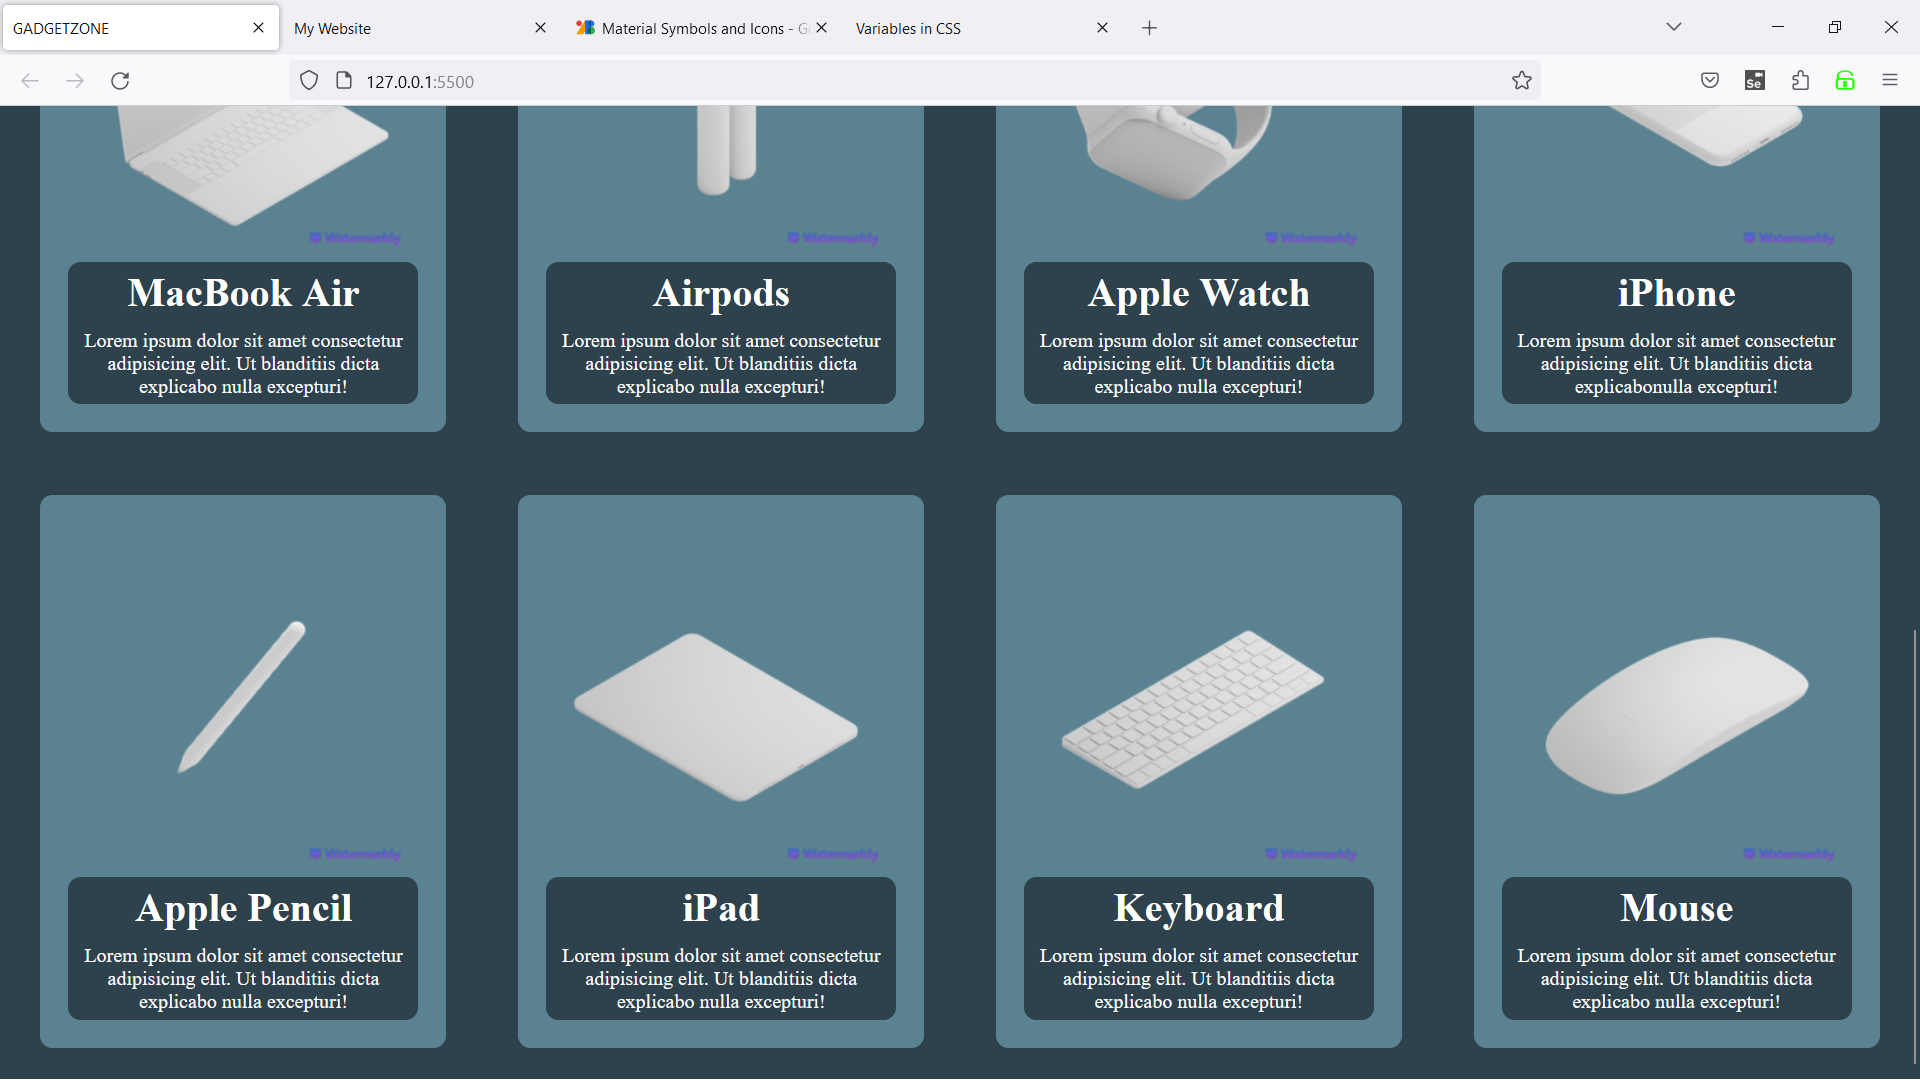 GADGETZONE
My Website
Material Symbols and Icons - Go
Variables in CSS
127.0.0.1:5500
Se
Watermarkly
Watermarkly
Watermarkly
Watermarkly
MacBook Air
Lorem ipsum dolor sit amet consectetur
adipisicing elit. Ut blanditiis dicta
explicabo nulla excepturi!
Airpods
Lorem ipsum dolor sit amet consectetur
adipisicing elit. Ut blanditiis dicta
explicabo nulla excepturi!
Apple Watch
Lorem ipsum dolor sit amet consectetur
adipisicing elit. Ut blanditiis dicta
explicabo nulla excepturi!
iPhone
Lorem ipsum dolor sit amet consectetur
adipisicing elit. Ut blanditiis dicta
explicabonulla excepturi!
Watermarkly
Watermarkly
Watermarkly
Watermarkly
Apple Pencil
Lorem ipsum dolor sit amet consectetur
adipisicing elit. Ut blanditiis dicta
explicabo nulla excepturi!
iPad
Lorem ipsum dolor sit amet consectetur
adipisicing elit. Ut blanditiis dicta
explicabo nulla excepturi!
Keyboard
Lorem ipsum dolor sit amet consectetur
adipisicing elit. Ut blanditiis dicta
explicabo nulla excepturi!
Mouse
Lorem ipsum dolor sit amet consectetur
adipisicing elit. Ut blanditiis dicta
explicabo nulla excepturi!